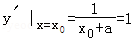 y′ |ₓ₌ₓ₀ = 1/(x₀+a) = 1